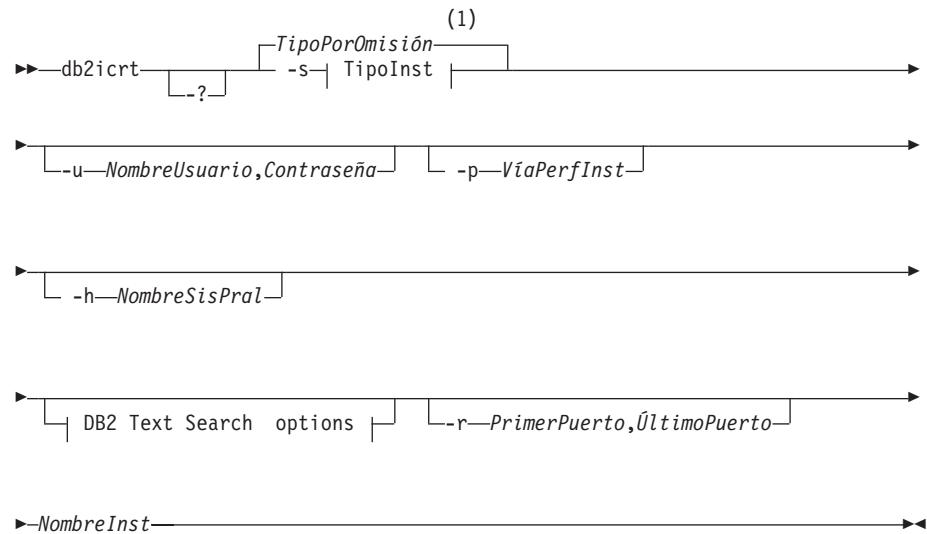 (1)
TipoPorOmisión
db2icrt -? -s TipoInst
-u NombreUsuario,Contraseña -p VíaPerfInst
-h NombreSisPral
DB2 Text Search options -r PrimerPuerto,ÚltimoPuerto
NombreInst